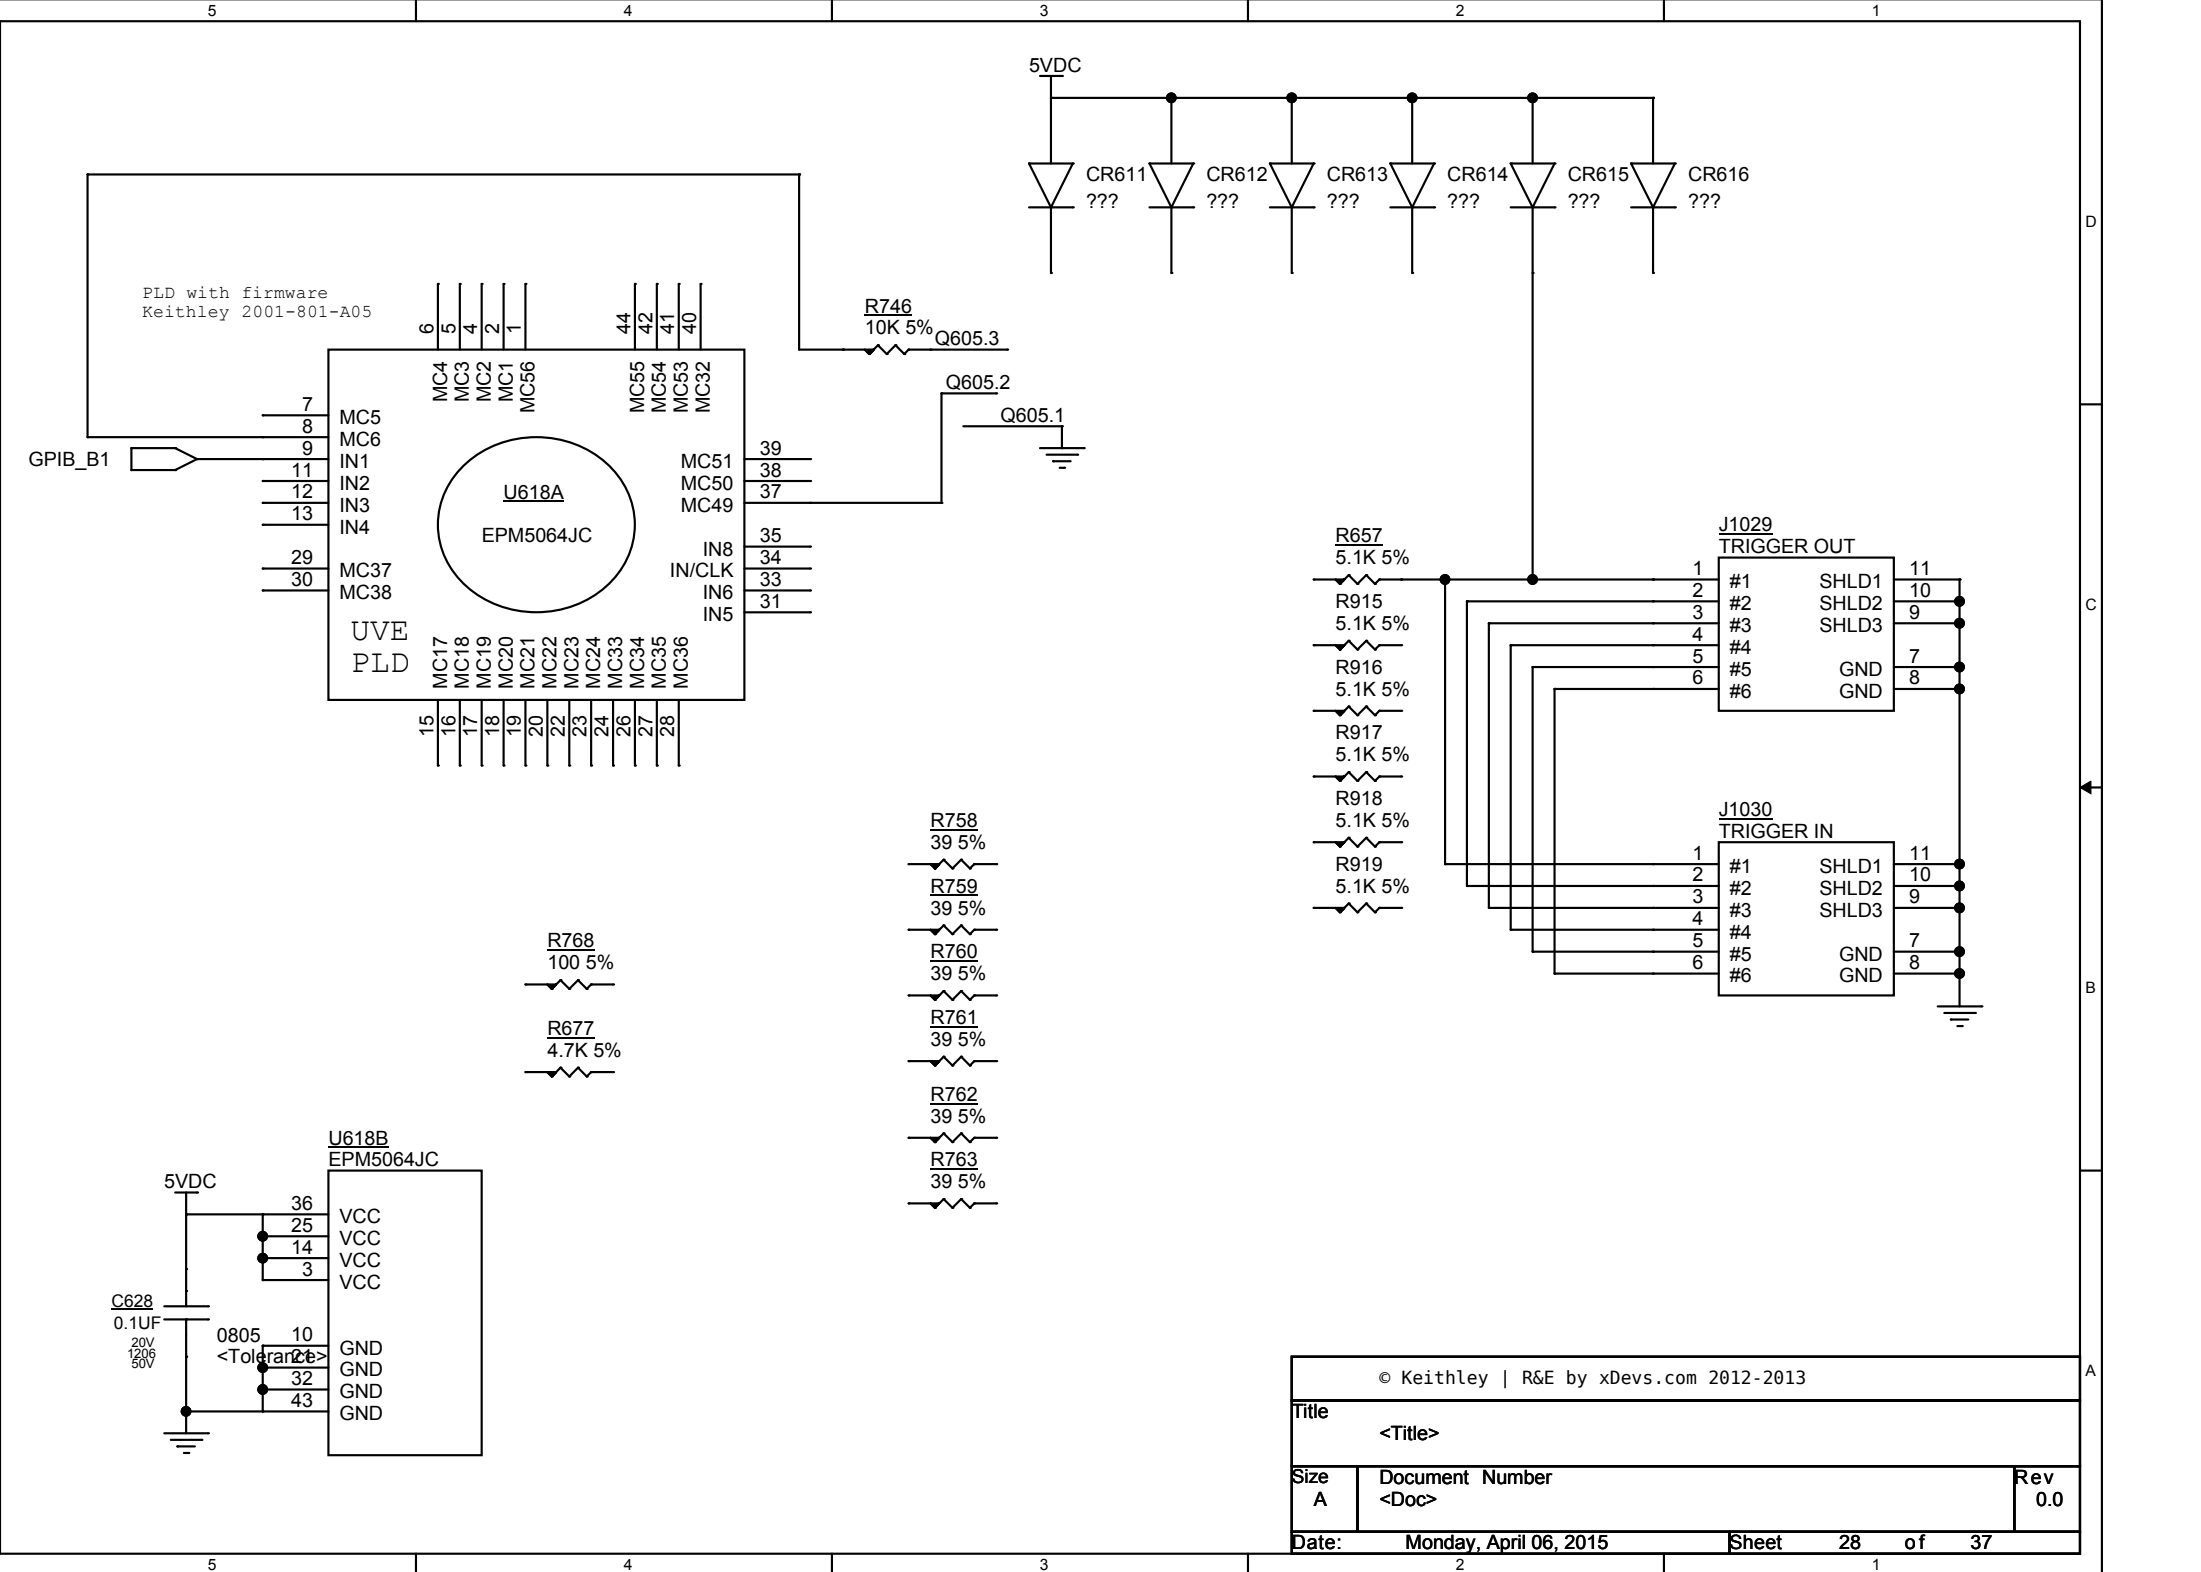 5 4 3 2 1
5VDC
CR611 CR612 CR613 CR614 CR615 CR616
??? ??? ??? ??? ??? ???
D
PLD with firmware
Keithley 2001-801-A05
R746
10K 5%
Q605.3
Q605.2
Q605.1
6 5 4 2 1 44 42 41 40
MC4 MC3 MC2 MC1 MC56 MC55 MC54 MC53 MC32
7 MC5
8 MC6
GPIB_B1 9 IN1
11 IN2
12 IN3
13 IN4
29 MC37
30 MC38
U618A
EPM5064JC
MC51 39
MC50 38
MC49 37
IN8 35
IN/CLK 34
IN6 33
IN5 31
UVE
PLD
MC17 MC18 MC19 MC20 MC21 MC22 MC23 MC24 MC33 MC34 MC35 MC36
15 16 17 18 19 20 22 23 24 26 27 28
R657
5.1K 5%
R915
5.1K 5%
R916
5.1K 5%
R917
5.1K 5%
R918
5.1K 5%
R919
5.1K 5%
J1029
TRIGGER OUT
1 #1 SHLD1 11
2 #2 SHLD2 10
3 #3 SHLD3 9
4 #4
5 #5 GND 7
6 #6 GND 8
C
J1030
TRIGGER IN
1 #1 SHLD1 11
2 #2 SHLD2 10
3 #3 SHLD3 9
4 #4
5 #5 GND 7
6 #6 GND 8
B
R758
39 5%
R759
39 5%
R760
39 5%
R761
39 5%
R762
39 5%
R763
39 5%
R768
100 5%
R677
4.7K 5%
U618B
EPM5064JC
5VDC
36 VCC
25 VCC
14 VCC
3 VCC
C628
0.1UF
20V
1206
50V
0805
<Tolerance>
10 GND
21 GND
32 GND
43 GND
A
© Keithley | R&E by xDevs.com 2012-2013
Title
<Title>
Size Document Number Rev
A <Doc> 0.0
Date: Monday, April 06, 2015 Sheet 28 of 37
5 4 3 2 1